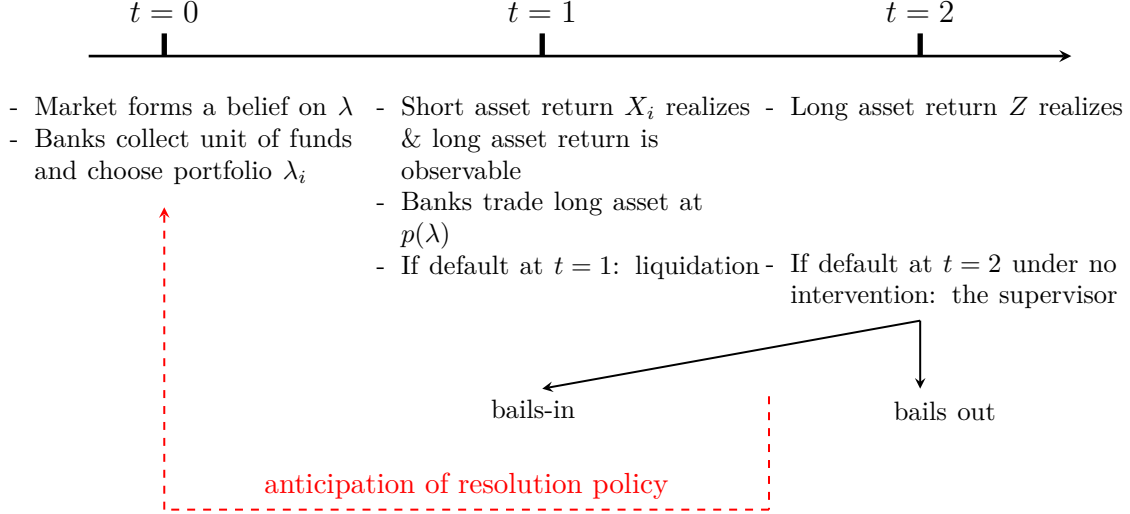 t = 0
t = 1
t = 2
- Market forms a belief on λ
- Banks collect unit of funds
and choose portfolio λ_i
- Short asset return X_i realizes
& long asset return is
observable
- Banks trade long asset at
p(λ)
- If default at t = 1: liquidation
- Long asset return Z realizes
- If default at t = 2 under no
intervention: the supervisor
bails-in
bails out
anticipation of resolution policy